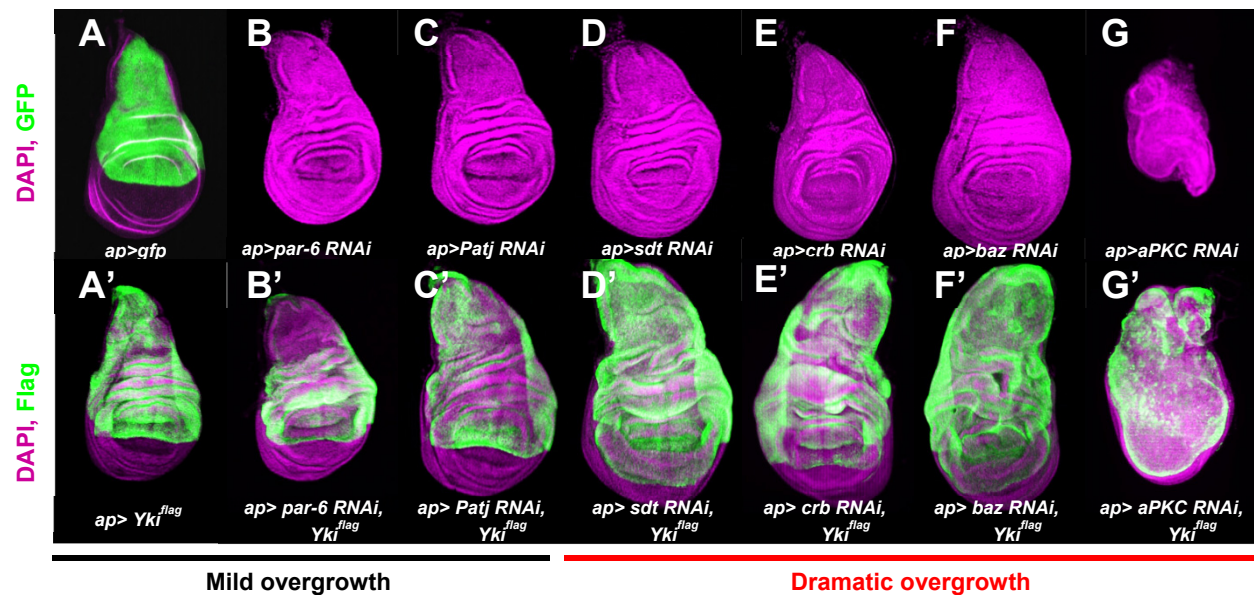 A B C D E F G
DAPI, GFP
ap>gfp ap>par-6 RNAi ap>Patj RNAi ap>sdt RNAi ap>crb RNAi ap>baz RNAi ap>aPKC RNAi
A' B' C' D' E' F' G'
DAPI, Flag
ap> Yki^flag
ap> par-6 RNAi,
Yki^flag
ap> Patj RNAi,
Yki^flag
ap> sdt RNAi,
Yki^flag
ap> crb RNAi,
Yki^flag
ap> baz RNAi,
Yki^flag
ap> aPKC RNAi,
Yki^flag
Mild overgrowth
Dramatic overgrowth